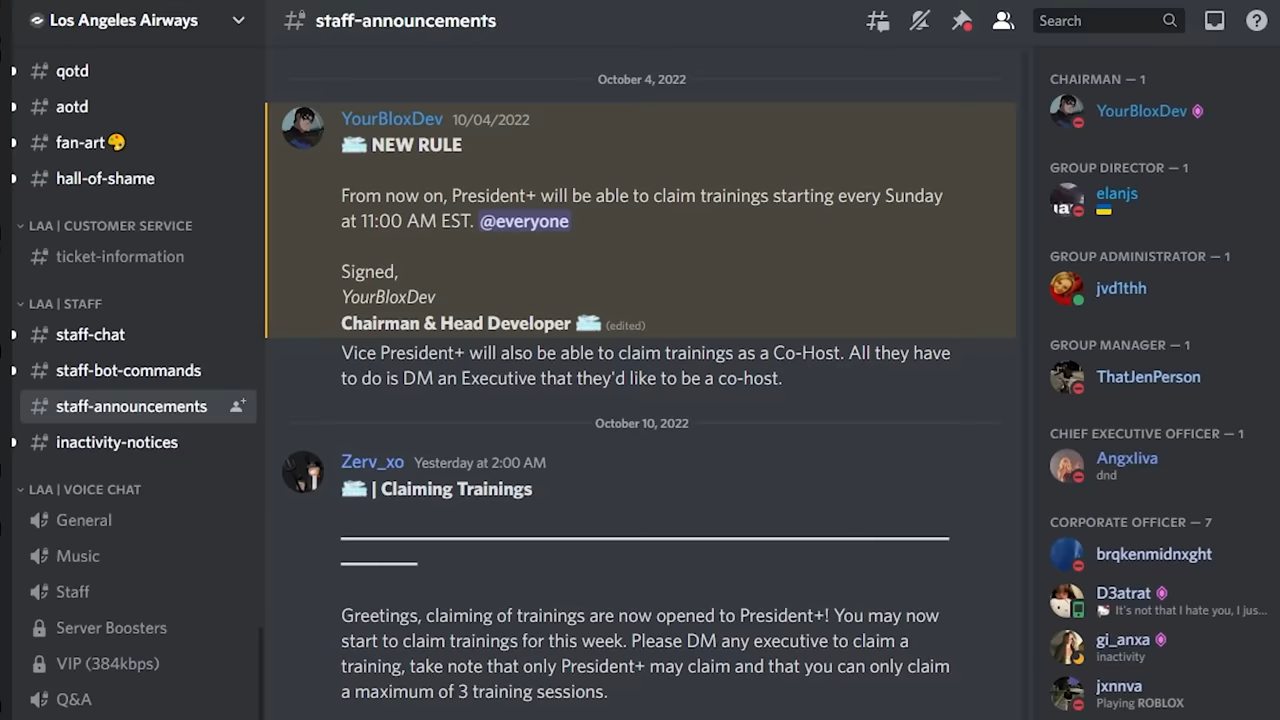 Los Angeles Airways
qotd
aotd
fan-art
hall-of-shame
LAA | CUSTOMER SERVICE
ticket-information
LAA | STAFF
staff-chat
staff-bot-commands
staff-announcements
inactivity-notices
LAA | VOICE CHAT
General
Music
Staff
Server Boosters
VIP (384kbps)
Q&A
staff-announcements
Search
October 4, 2022
YourBloxDev 10/04/2022
NEW RULE
From now on, President+ will be able to claim trainings starting every Sunday
at 11:00 AM EST. @everyone
Signed,
YourBloxDev
Chairman & Head Developer (edited)
Vice President+ will also be able to claim trainings as a Co-Host. All they have
to do is DM an Executive that they'd like to be a co-host.
October 10, 2022
Zerv_xo Yesterday at 2:00 AM
| Claiming Trainings
Greetings, claiming of trainings are now opened to President+! You may now
start to claim trainings for this week. Please DM any executive to claim a
training, take note that only President+ may claim and that you can only claim
a maximum of 3 training sessions.
CHAIRMAN — 1
YourBloxDev
GROUP DIRECTOR — 1
elanjs
GROUP ADMINISTRATOR — 1
jvd1thh
GROUP MANAGER — 1
ThatJenPerson
CHIEF EXECUTIVE OFFICER — 1
Angxliva
dnd
CORPORATE OFFICER — 7
brqkenmidnxght
D3atrat
It's not that I hate you, I jus...
gi_anxa
inactivity
jxnnva
Playing ROBLOX